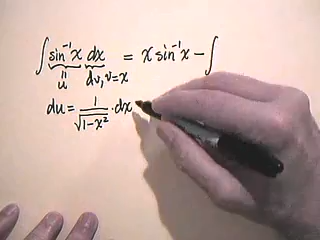 ∫ sin⁻¹x dx = x sin⁻¹x − ∫
u dv, v = x
du = 1/√(1−x²) · dx